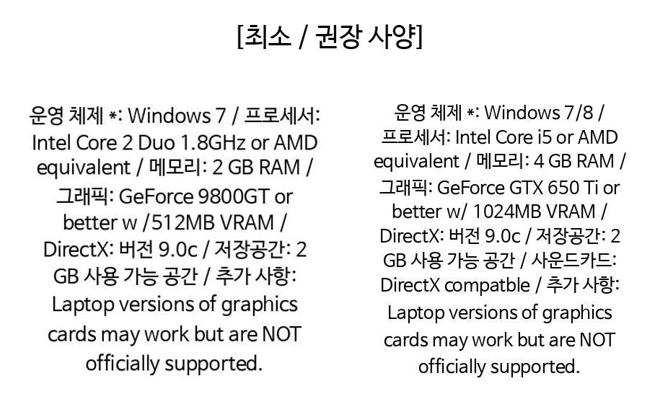 [최소 / 권장 사양]
운영 체제 *: Windows 7 / 프로세서:
Intel Core 2 Duo 1.8GHz or AMD
equivalent / 메모리: 2 GB RAM /
그래픽: GeForce 9800GT or
better w /512MB VRAM /
DirectX: 버전 9.0c / 저장공간: 2
GB 사용 가능 공간 / 추가 사항:
Laptop versions of graphics
cards may work but are NOT
officially supported.
운영 체제 *: Windows 7/8 /
프로세서: Intel Core i5 or AMD
equivalent / 메모리: 4 GB RAM /
그래픽: GeForce GTX 650 Ti or
better w/ 1024MB VRAM /
DirectX: 버전 9.0c / 저장공간: 2
GB 사용 가능 공간 / 사운드카드:
DirectX compatble / 추가 사항:
Laptop versions of graphics
cards may work but are NOT
officially supported.